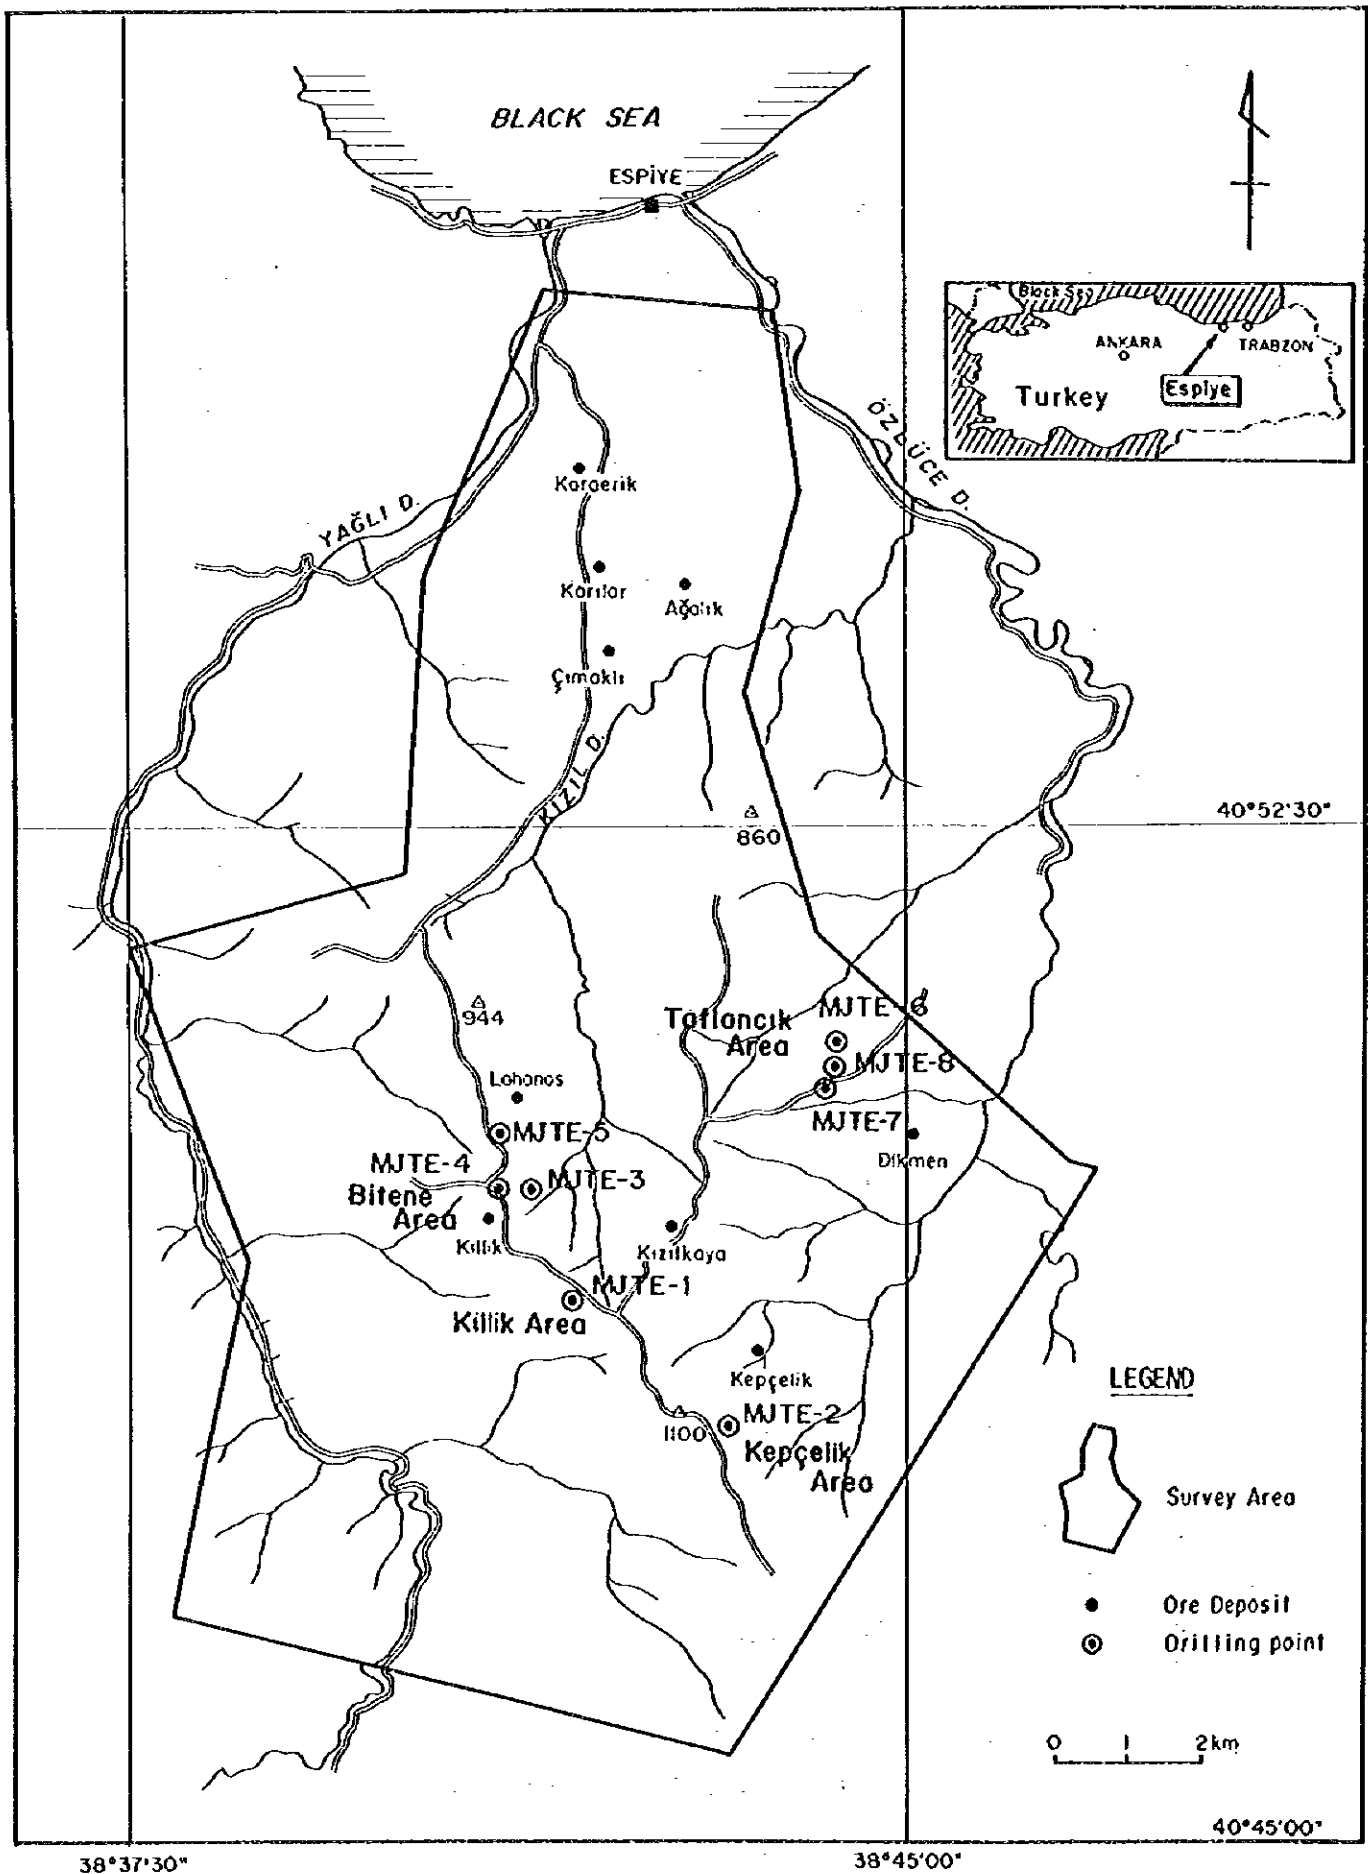 BLACK SEA
ESPİYE
Black Sea
ANKARA
TRABZON
Espiye
Turkey
ÖZLÜCE D.
Karaerik
YAĞLI D.
Karılar
Ağalık
Çımaklı
KIZIL D.
40°52'30"
860
944
Taflancık
Area
MJTE-6
MJTE-8
MJTE-7
Lahanos
MJTE-5
Dikmen
MJTE-4
MJTE-3
Bitene
Area
Killik
Kızılkaya
MJTE-1
Killik Area
Kepçelik
MJTE-2
1100
Kepçelik
Area
LEGEND
Survey Area
Ore Deposit
Drilling point
0 1 2km
40°45'00"
38°37'30"
38°45'00"